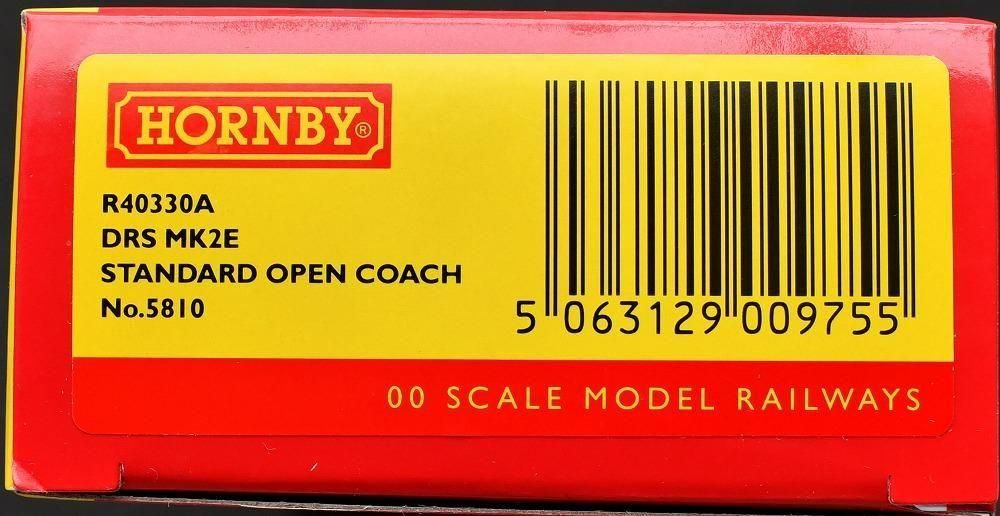 HORNBY®
R40330A
DRS MK2E
STANDARD OPEN COACH
No.5810
5 063129 009755
00 SCALE MODEL RAILWAYS